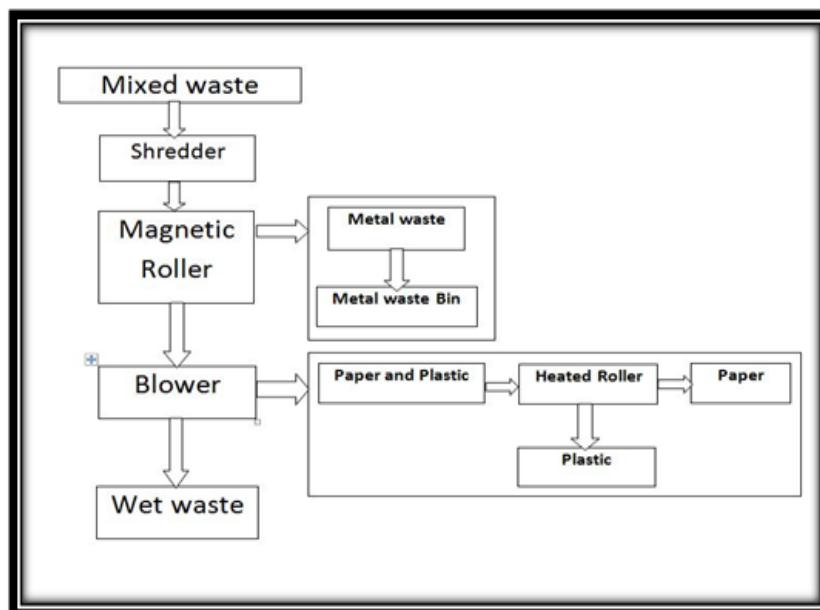 Mixed waste
Shredder
Magnetic
Roller
Metal waste
Metal waste Bin
Blower
Paper and Plastic
Heated Roller
Paper
Plastic
Wet waste